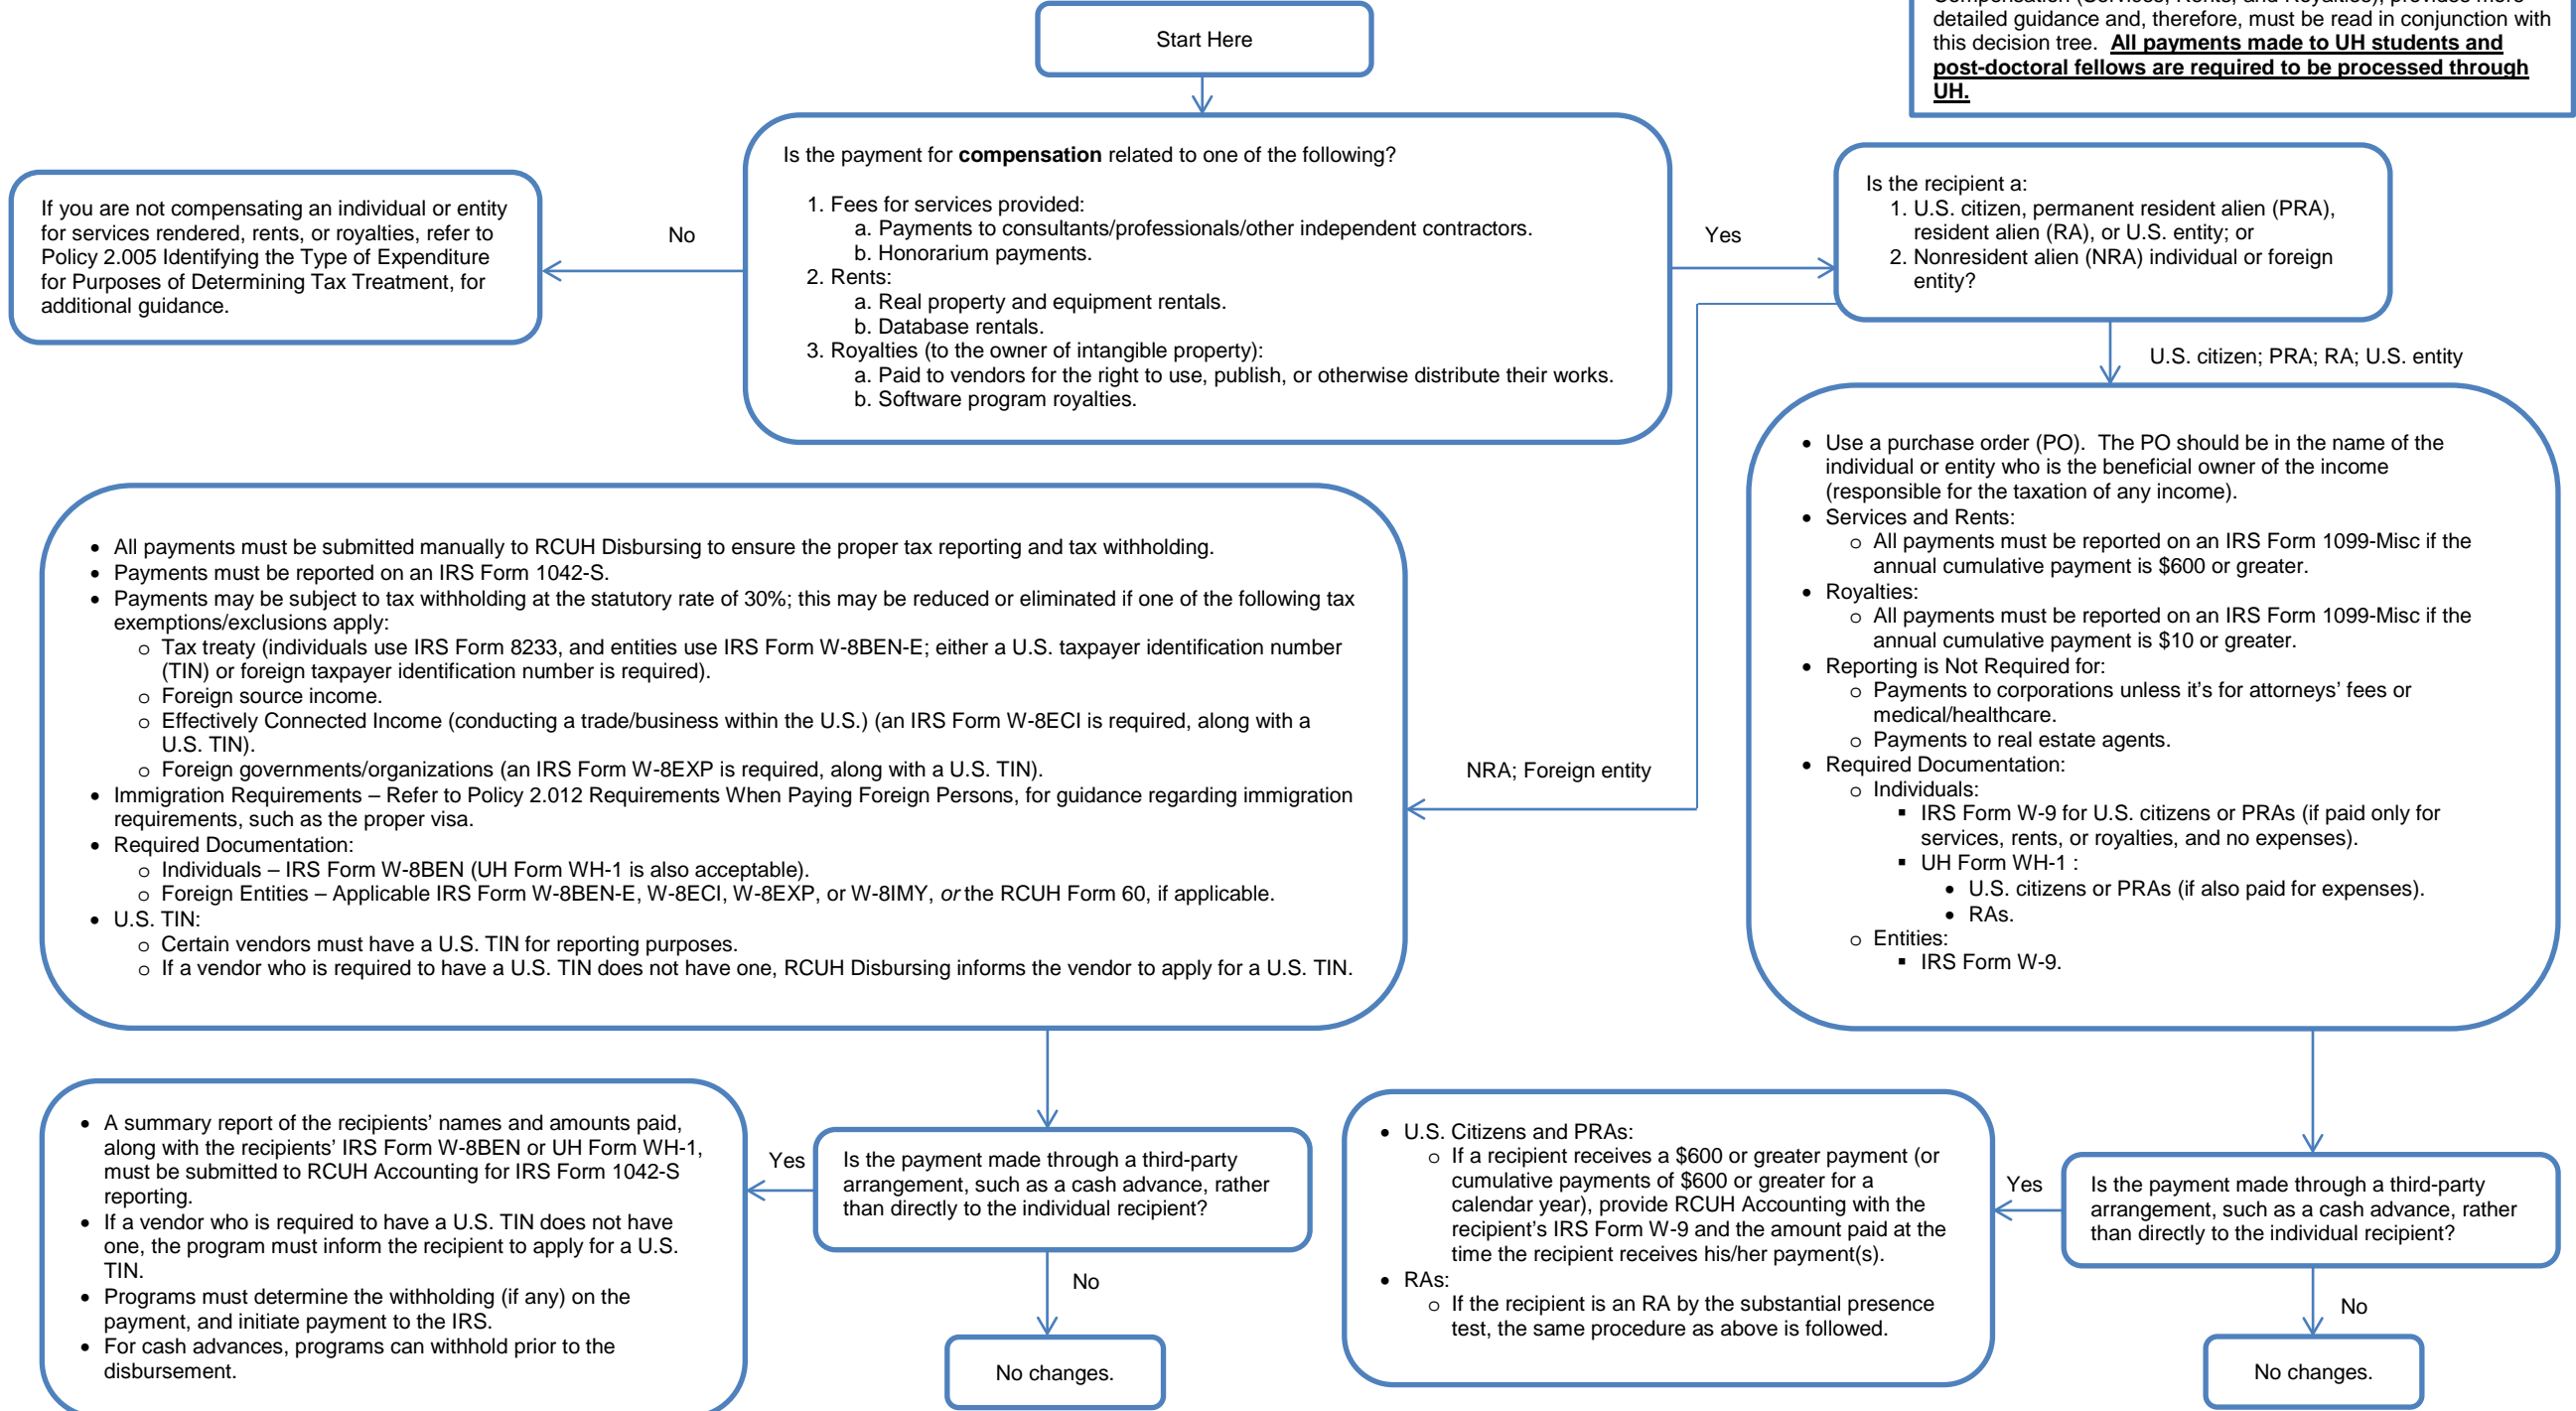 Start Here
Compensation (Services, Rents, and Royalties), provides more
detailed guidance and, therefore, must be read in conjunction with
this decision tree.  All payments made to UH students and
post-doctoral fellows are required to be processed through
UH.
Is the payment for compensation related to one of the following?
1. Fees for services provided:
a. Payments to consultants/professionals/other independent contractors.
b. Honorarium payments.
2. Rents:
a. Real property and equipment rentals.
b. Database rentals.
3. Royalties (to the owner of intangible property):
a. Paid to vendors for the right to use, publish, or otherwise distribute their works.
b. Software program royalties.
No
If you are not compensating an individual or entity
for services rendered, rents, or royalties, refer to
Policy 2.005 Identifying the Type of Expenditure
for Purposes of Determining Tax Treatment, for
additional guidance.
Yes
Is the recipient a:
1. U.S. citizen, permanent resident alien (PRA),
resident alien (RA), or U.S. entity; or
2. Nonresident alien (NRA) individual or foreign
entity?
U.S. citizen; PRA; RA; U.S. entity
• Use a purchase order (PO).  The PO should be in the name of the
individual or entity who is the beneficial owner of the income
(responsible for the taxation of any income).
• Services and Rents:
o All payments must be reported on an IRS Form 1099-Misc if the
annual cumulative payment is $600 or greater.
• Royalties:
o All payments must be reported on an IRS Form 1099-Misc if the
annual cumulative payment is $10 or greater.
• Reporting is Not Required for:
o Payments to corporations unless it’s for attorneys’ fees or
medical/healthcare.
o Payments to real estate agents.
• Required Documentation:
o Individuals:
▪ IRS Form W-9 for U.S. citizens or PRAs (if paid only for
services, rents, or royalties, and no expenses).
▪ UH Form WH-1 :
• U.S. citizens or PRAs (if also paid for expenses).
• RAs.
o Entities:
▪ IRS Form W-9.
NRA; Foreign entity
• All payments must be submitted manually to RCUH Disbursing to ensure the proper tax reporting and tax withholding.
• Payments must be reported on an IRS Form 1042-S.
• Payments may be subject to tax withholding at the statutory rate of 30%; this may be reduced or eliminated if one of the following tax
exemptions/exclusions apply:
o Tax treaty (individuals use IRS Form 8233, and entities use IRS Form W-8BEN-E; either a U.S. taxpayer identification number
(TIN) or foreign taxpayer identification number is required).
o Foreign source income.
o Effectively Connected Income (conducting a trade/business within the U.S.) (an IRS Form W-8ECI is required, along with a
U.S. TIN).
o Foreign governments/organizations (an IRS Form W-8EXP is required, along with a U.S. TIN).
• Immigration Requirements – Refer to Policy 2.012 Requirements When Paying Foreign Persons, for guidance regarding immigration
requirements, such as the proper visa.
• Required Documentation:
o Individuals – IRS Form W-8BEN (UH Form WH-1 is also acceptable).
o Foreign Entities – Applicable IRS Form W-8BEN-E, W-8ECI, W-8EXP, or W-8IMY, or the RCUH Form 60, if applicable.
• U.S. TIN:
o Certain vendors must have a U.S. TIN for reporting purposes.
o If a vendor who is required to have a U.S. TIN does not have one, RCUH Disbursing informs the vendor to apply for a U.S. TIN.
Is the payment made through a third-party
arrangement, such as a cash advance, rather
than directly to the individual recipient?
Yes
• A summary report of the recipients’ names and amounts paid,
along with the recipients’ IRS Form W-8BEN or UH Form WH-1,
must be submitted to RCUH Accounting for IRS Form 1042-S
reporting.
• If a vendor who is required to have a U.S. TIN does not have
one, the program must inform the recipient to apply for a U.S.
TIN.
• Programs must determine the withholding (if any) on the
payment, and initiate payment to the IRS.
• For cash advances, programs can withhold prior to the
disbursement.
No
No changes.
Is the payment made through a third-party
arrangement, such as a cash advance, rather
than directly to the individual recipient?
Yes
• U.S. Citizens and PRAs:
o If a recipient receives a $600 or greater payment (or
cumulative payments of $600 or greater for a
calendar year), provide RCUH Accounting with the
recipient’s IRS Form W-9 and the amount paid at the
time the recipient receives his/her payment(s).
• RAs:
o If the recipient is an RA by the substantial presence
test, the same procedure as above is followed.
No
No changes.